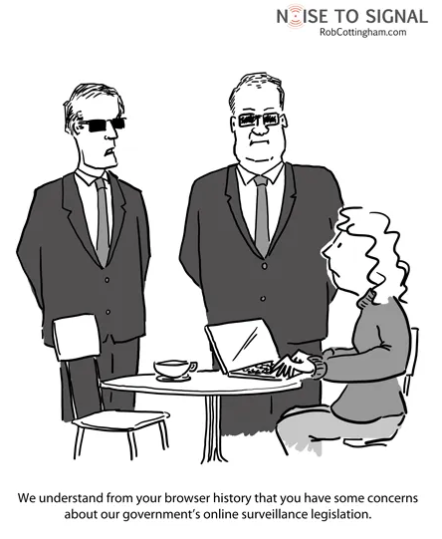 NOISE TO SIGNAL
RobCottingham.com
We understand from your browser history that you have some concerns
about our government's online surveillance legislation.